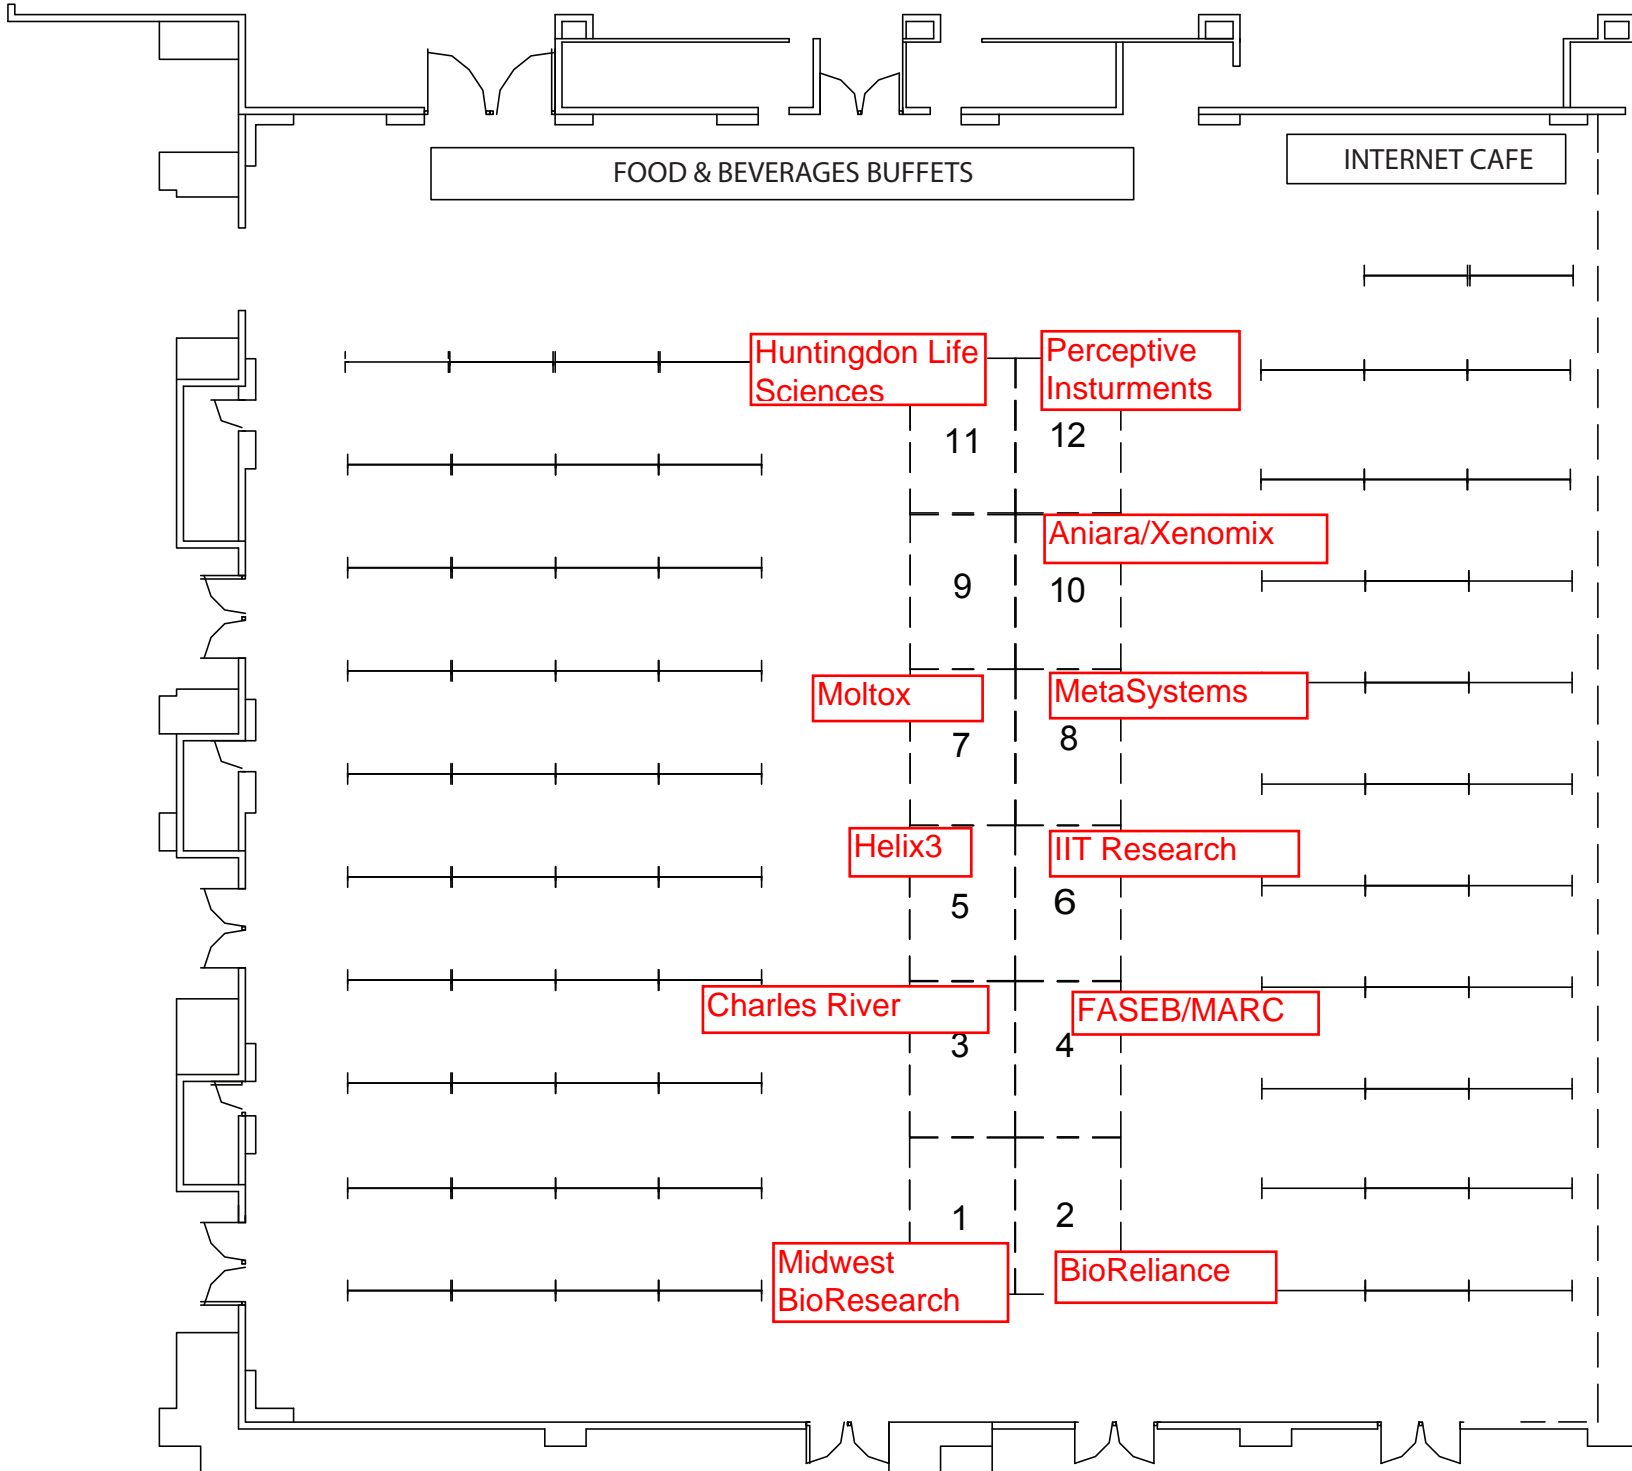 FOOD & BEVERAGES BUFFETS
INTERNET CAFE
Huntingdon Life
Sciences
Perceptive
Insturments
11
12
Aniara/Xenomix
9
10
Moltox
MetaSystems
7
8
Helix3
IIT Research
5
6
Charles River
FASEB/MARC
3
4
1
2
Midwest
BioResearch
BioReliance